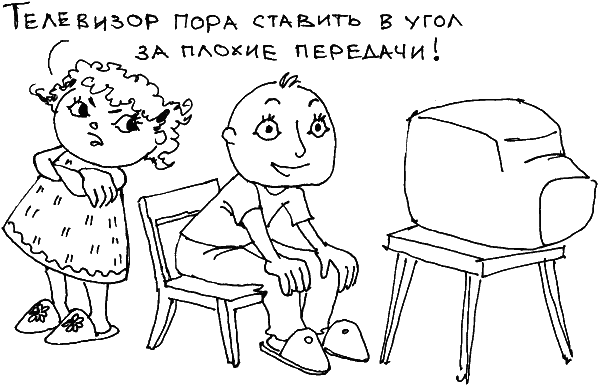 Телевизор пора ставить в угол
за плохие передачи!